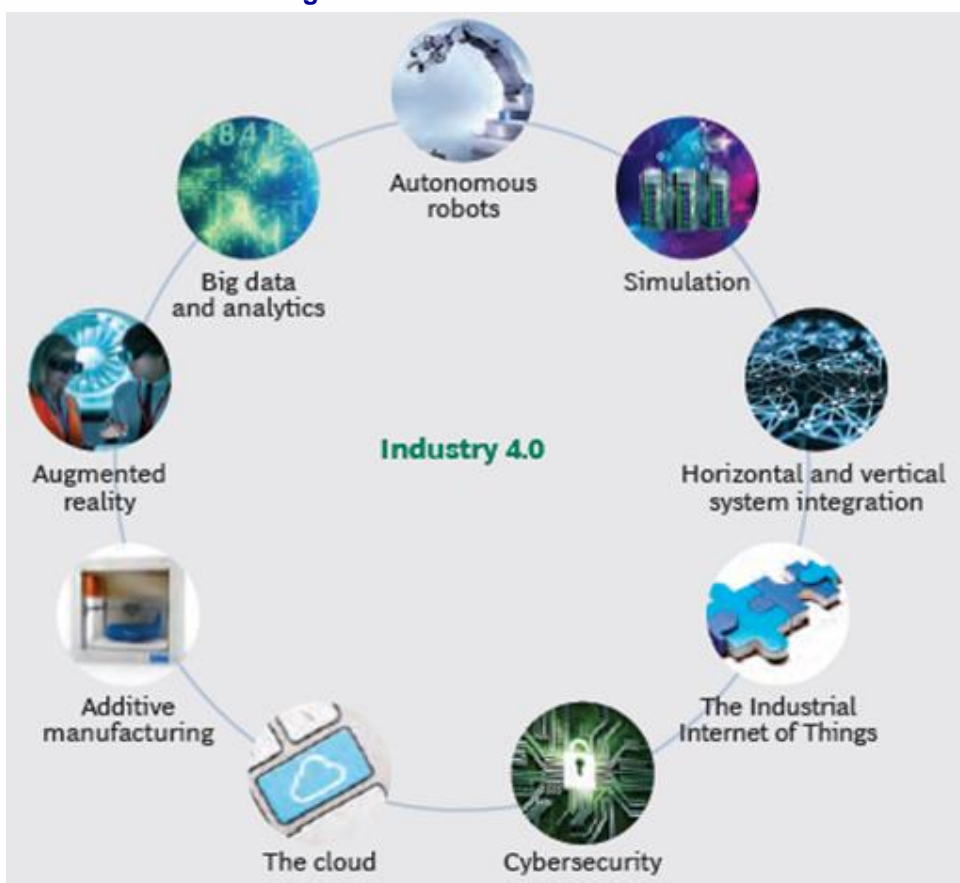 Autonomous
robots
Simulation
Horizontal and vertical
system integration
The Industrial
Internet of Things
Cybersecurity
The cloud
Additive
manufacturing
Augmented
reality
Big data
and analytics
Industry 4.0